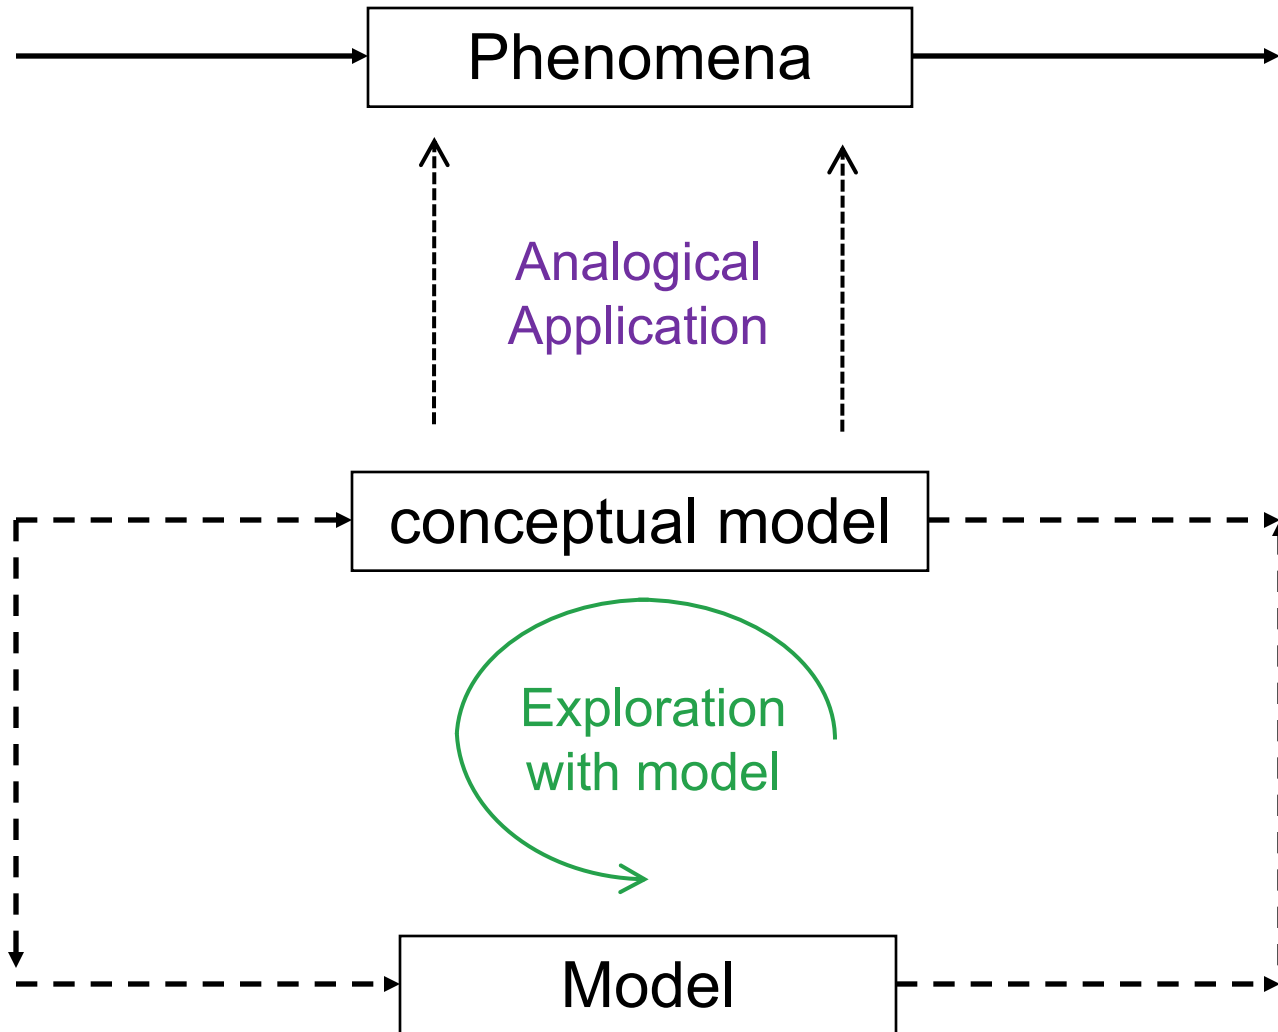 Phenomena
Analogical
Application
conceptual model
Exploration
with model
Model